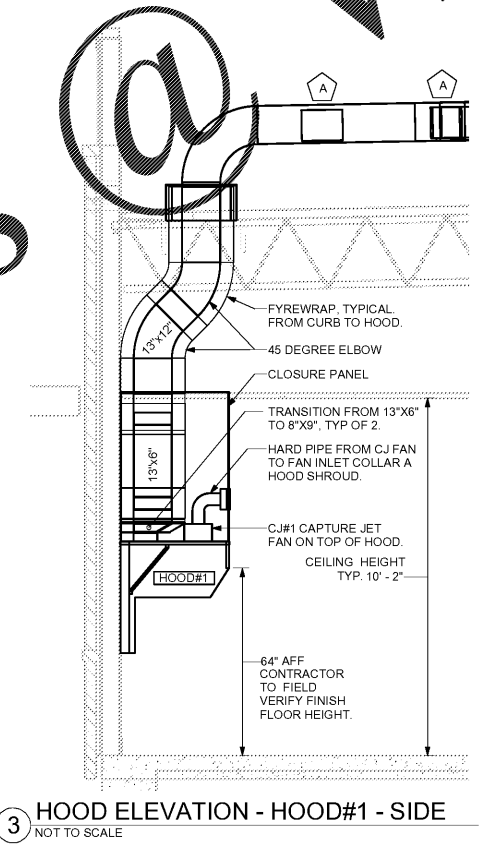 @
A
A
FYREWRAP, TYPICAL.
FROM CURB TO HOOD.
13"x12"
45 DEGREE ELBOW
CLOSURE PANEL
TRANSITION FROM 13"X6"
TO 8"X9", TYP OF 2.
13"x6"
HARD PIPE FROM CJ FAN
TO FAN INLET COLLAR A
HOOD SHROUD.
CJ#1 CAPTURE JET
FAN ON TOP OF HOOD.
CEILING HEIGHT
TYP. 10' - 2"
HOOD#1
64" AFF
CONTRACTOR
TO FIELD
VERIFY FINISH
FLOOR HEIGHT.
3
HOOD ELEVATION - HOOD#1 - SIDE
NOT TO SCALE